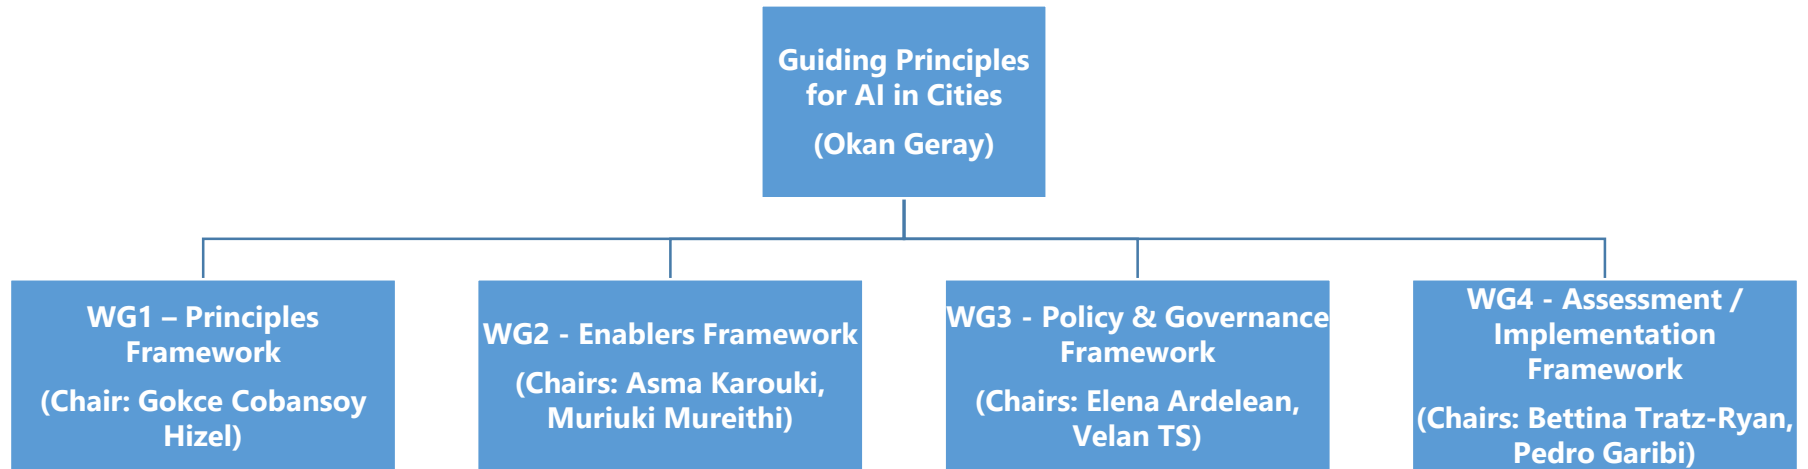 Guiding Principles
for AI in Cities
(Okan Geray)
WG1 – Principles
Framework
(Chair: Gokce Cobansoy
Hizel)
WG2 - Enablers Framework
(Chairs: Asma Karouki,
Muriuki Mureithi)
WG3 - Policy & Governance
Framework
(Chairs: Elena Ardelean,
Velan TS)
WG4 - Assessment /
Implementation
Framework
(Chairs: Bettina Tratz-Ryan,
Pedro Garibi)